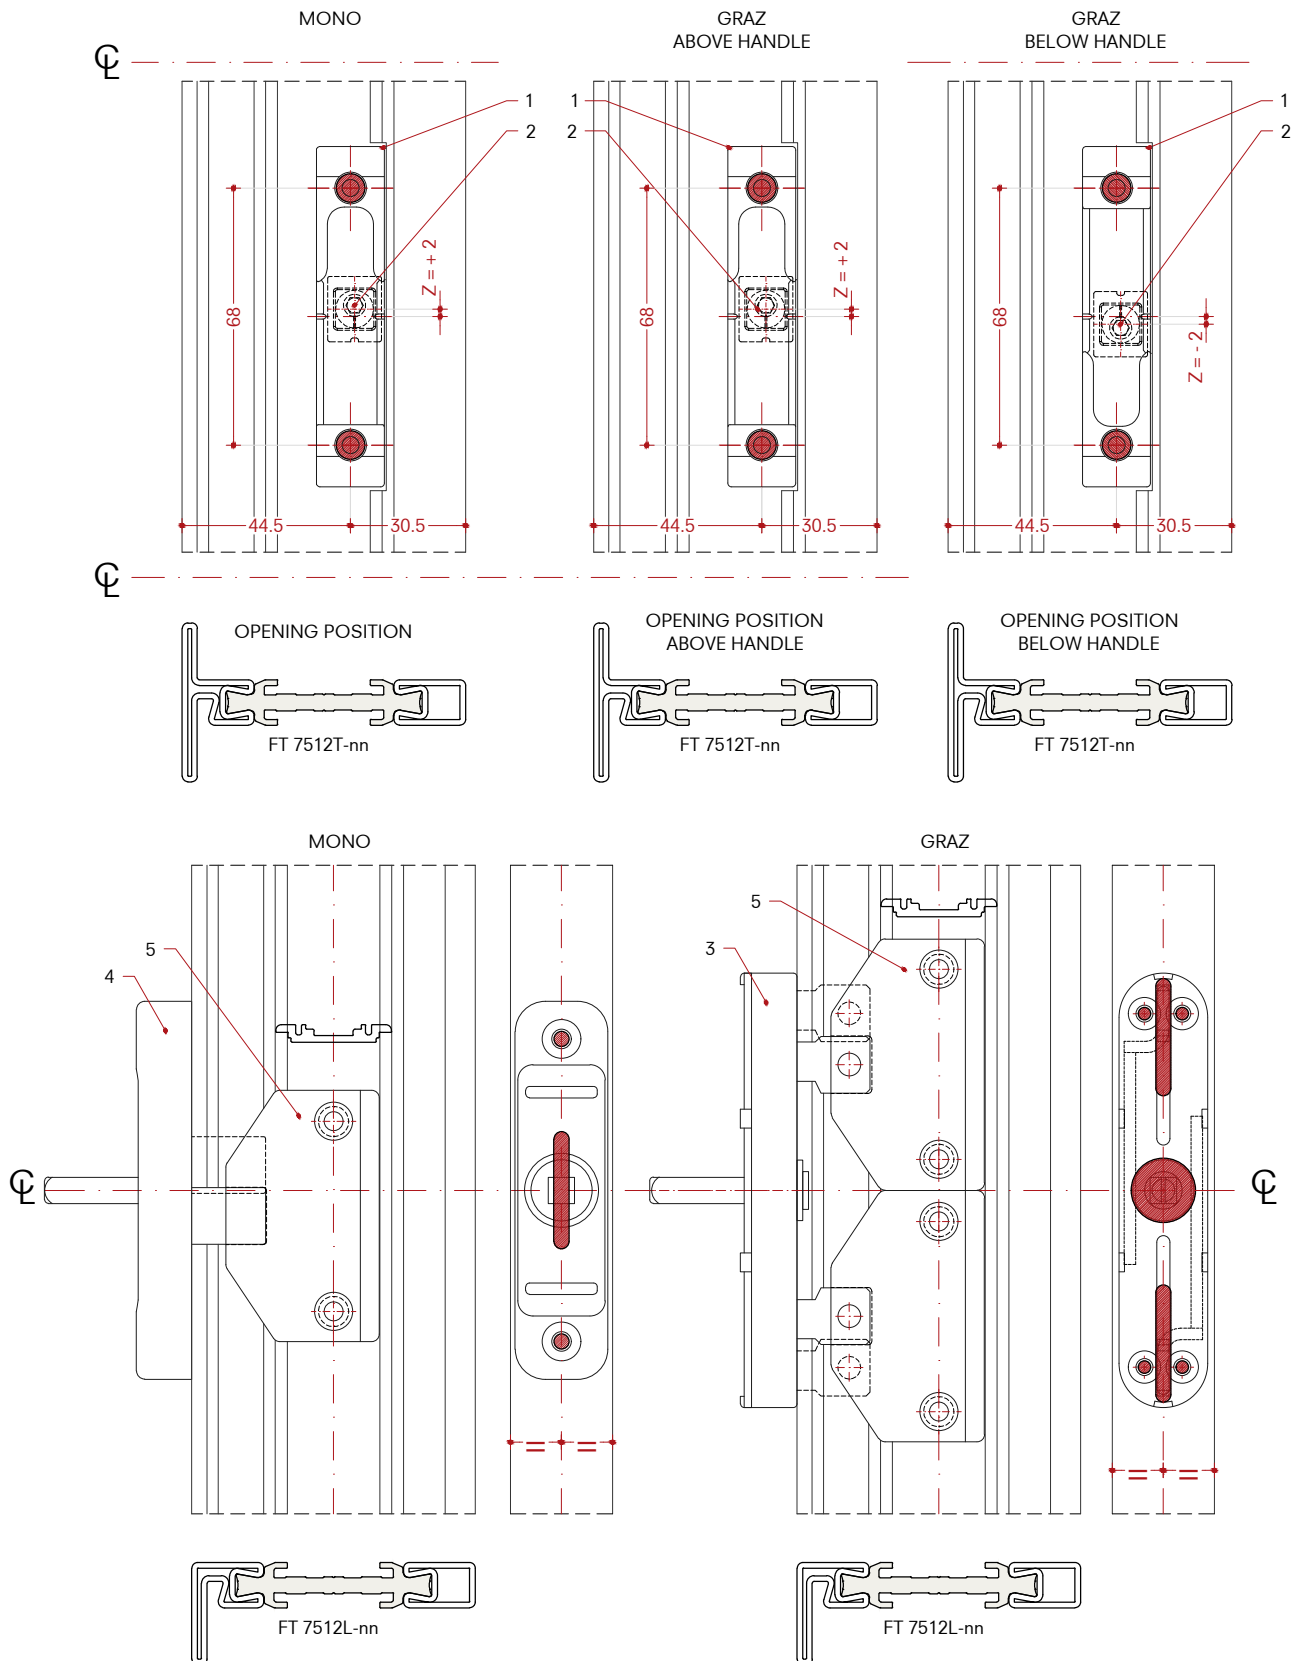 MONO
GRAZ
ABOVE HANDLE
GRAZ
BELOW HANDLE
℄
1
2
1
2
1
2
Z = + 2
Z = + 2
Z = - 2
68
68
68
44.5
30.5
44.5
30.5
44.5
30.5
℄
OPENING POSITION
OPENING POSITION
ABOVE HANDLE
OPENING POSITION
BELOW HANDLE
FT 7512T-nn
FT 7512T-nn
FT 7512T-nn
MONO
GRAZ
5
4
5
3
℄
℄
=
=
=
=
FT 7512L-nn
FT 7512L-nn